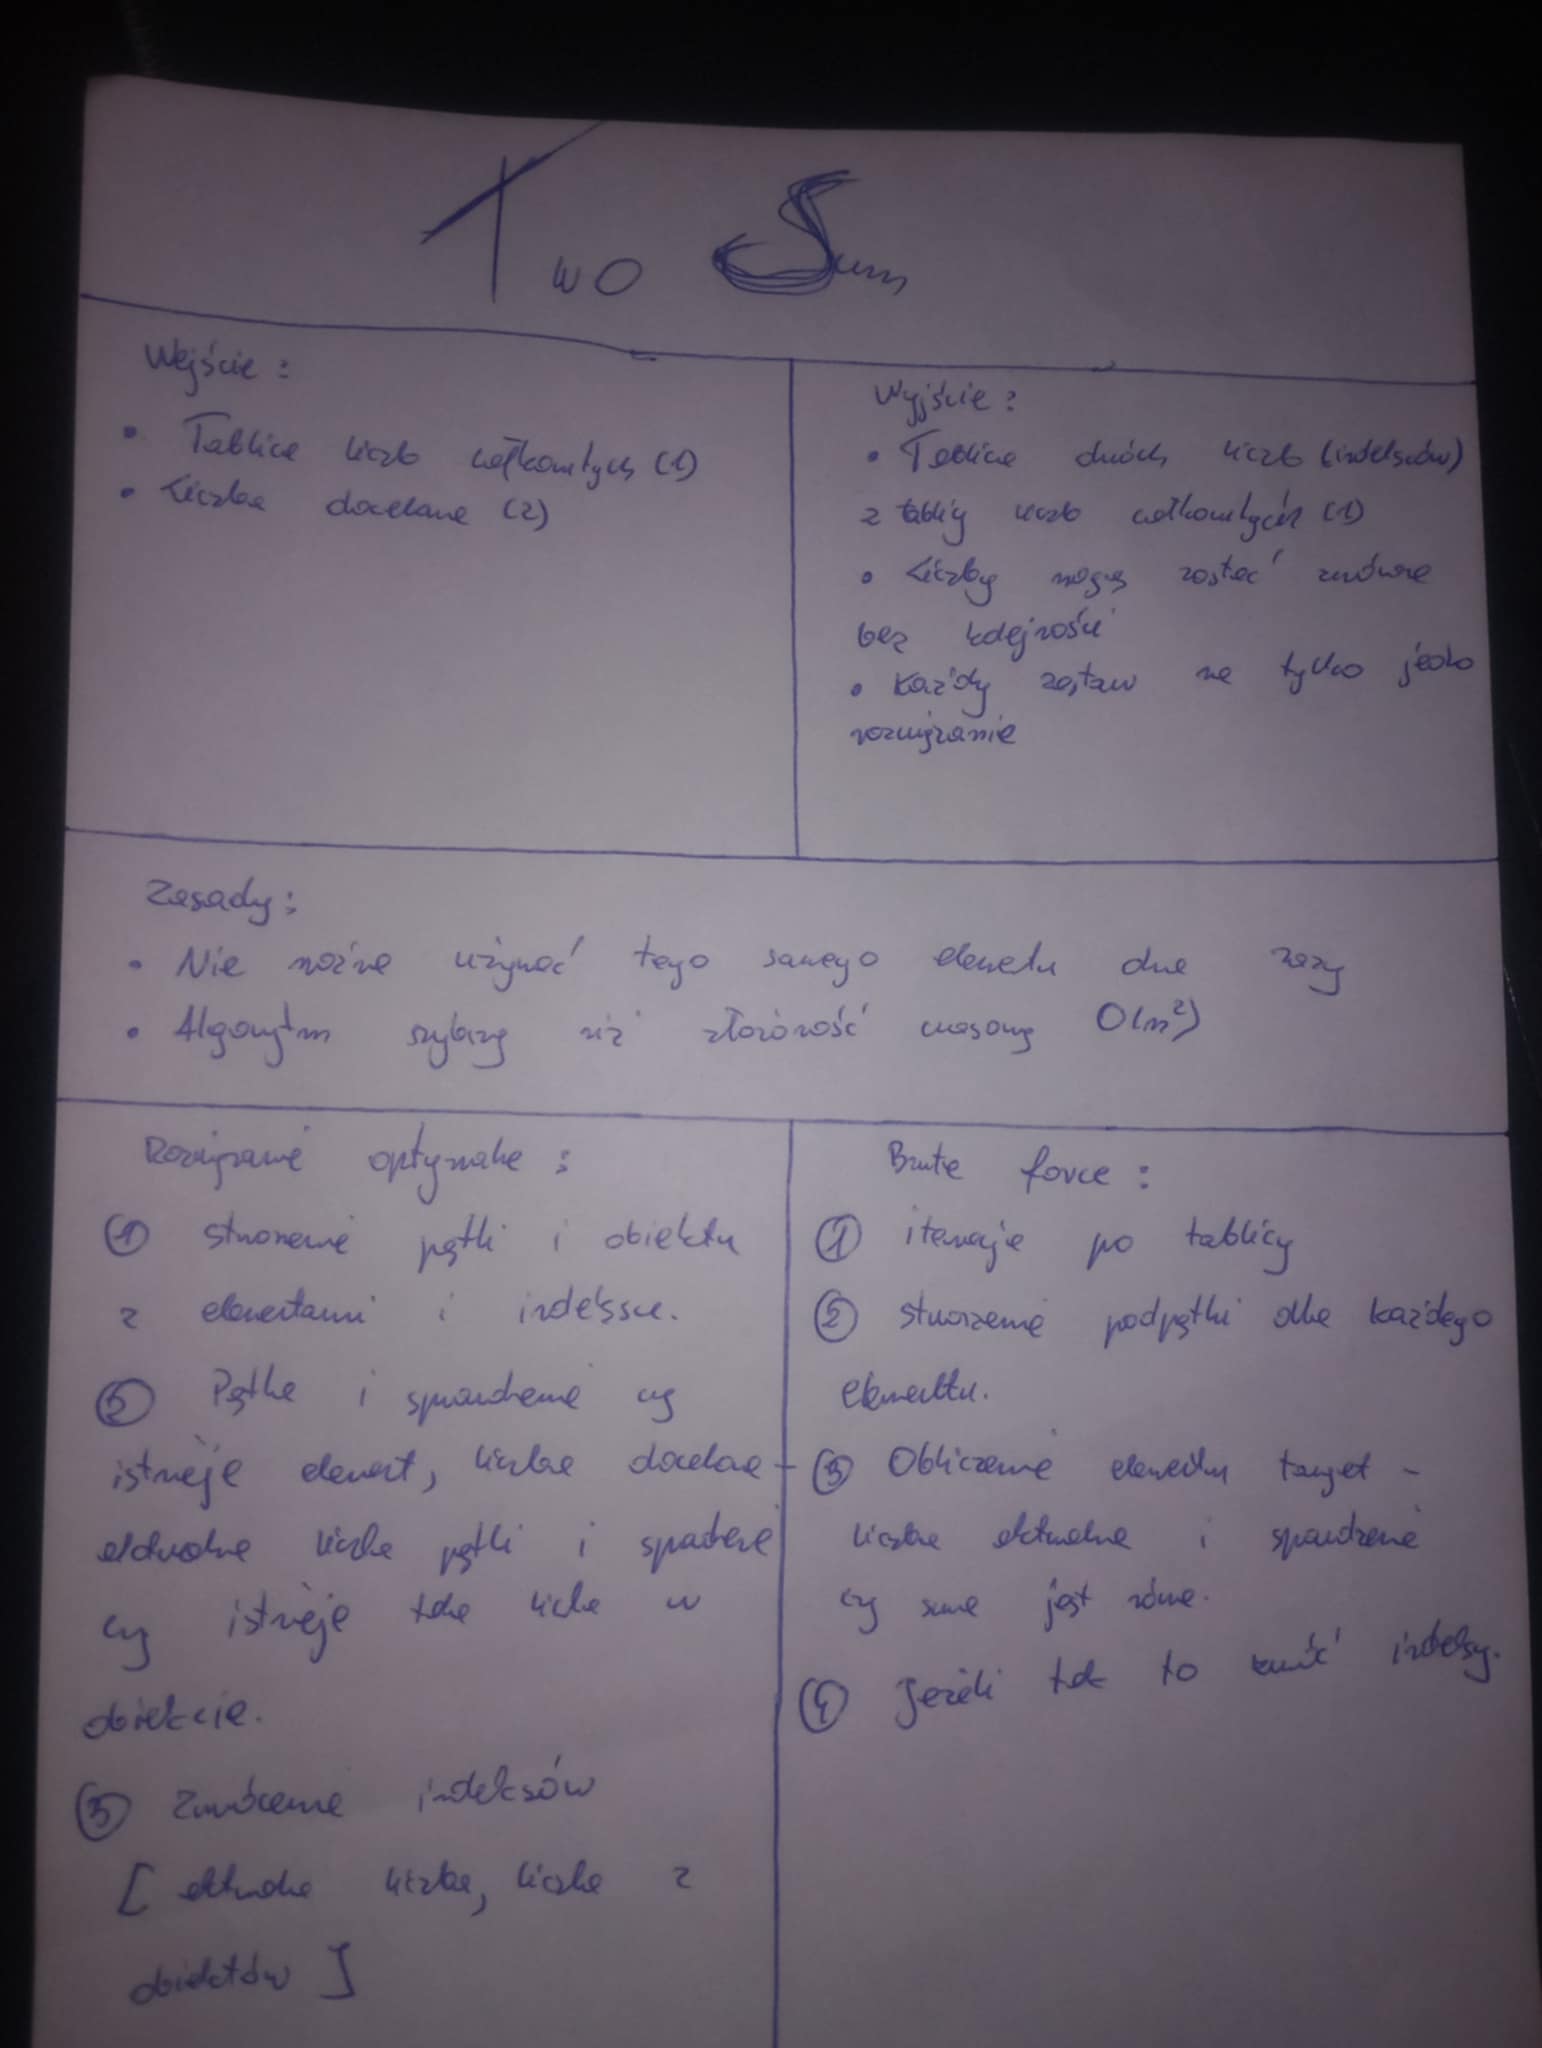 Two Sum
Wejście:
• Tablica liczb całkowitych (1)
• Liczba docelowa (2)
Wyjście:
• Tablica dwóch liczb (indeksów)
z tablicy liczb całkowitych (1)
• Liczby mogą zostać zwrócone
bez kolejności
• Każdy zestaw ma tylko jedno
rozwiązanie
Zasady:
• Nie można używać tego samego elementu dwa razy
• Algorytm szybszy niż złożoność czasowa O(n²)
Rozwiązanie optymalne:
① stworzenie pętli i obiektu
z elementami i indeksu.
② Pętla i sprawdzenie czy
istnieje element, liczba docelowa -
aktualna liczba pętli i sprawdzenie
czy istnieje taka liczba w
obiekcie.
③ Zwrócenie indeksów
[ aktualna liczba, liczba z
obiektów ]
Brute force:
① iteracja po tablicy
② stworzenie podpętli dla każdego
elementu.
③ Obliczenie elementu target -
liczba aktualna i sprawdzenie
czy suma jest równa.
④ Jeżeli tak to zwróć indeksy.